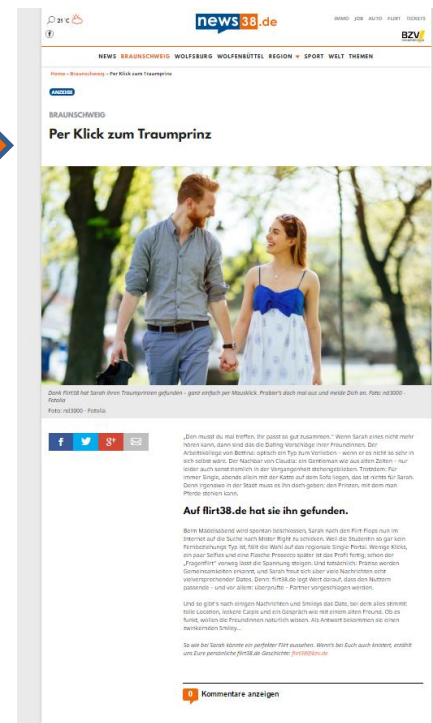 21°C
news38.de
IMMO JOB AUTO FLIRT TICKETS
BZV
NEWS BRAUNSCHWEIG WOLFSBURG WOLFENBÜTTEL REGION SPORT WELT THEMEN
Home › Braunschweig › Per Klick zum Traumprinz
ANZEIGE
BRAUNSCHWEIG
Per Klick zum Traumprinz
Dank Flirt38 hat Sarah ihren Traumprinzen gefunden – ganz einfach per Mausklick. Probier's doch mal aus und melde Dich an. Foto: nd3000 -
Fotolia
Foto: nd3000 - Fotolia.
„Den musst du mal treffen, ihr passt so gut zusammen." Wenn Sarah eines nicht mehr
hören kann, dann sind das die Dating-Vorschläge ihrer Freundinnen. Der
Arbeitskollege von Bettina: optisch ein Typ zum Verlieben – wenn er es nicht so sehr in
sich selbst wäre. Der Nachbar von Claudia: ein Gentleman wie aus alten Zeiten – nur
leider auch sonst ziemlich in der Vergangenheit stehengeblieben. Trotzdem: Für
immer Single, abends allein mit der Katze auf dem Sofa liegen, das ist nichts für Sarah.
Denn irgendwo in der Stadt muss es ihn doch geben: den Prinzen, mit dem man
Pferde stehlen kann.
Auf flirt38.de hat sie ihn gefunden.
Beim Mädelsabend wird spontan beschlossen, Sarah nach den Flirt-Flops nun im
Internet auf die Suche nach Mister Right zu schicken. Weil die Studentin so gar kein
Fernbeziehungs-Typ ist, fällt die Wahl auf das regionale Single-Portal. Wenige Klicks,
ein paar Selfies und eine Flasche Prosecco später ist das Profil fertig; schon der
„Fragenflirt" vorweg lässt die Spannung steigen. Und tatsächlich: Prompt werden
Gemeinsamkeiten erkannt, und Sarah freut sich über viele Nachrichten echt
vielversprechender Dates. Denn: flirt38.de legt Wert darauf, dass den Nutzern
passende – und vor allem: überprüfte – Partner vorgeschlagen werden.
Und so gibt's nach einigen Nachrichten und Smileys das Date, bei dem alles stimmt:
tolle Location, leckere Caipis und ein Gespräch wie mit einem alten Freund. Ob es
funkt, wollen die Freundinnen natürlich wissen. Als Antwort bekommen sie einen
zwinkernden Smiley...
So wie bei Sarah könnte ein perfekter Flirt aussehen. Wenn's bei Euch auch knistert, erzählt
uns Eure persönliche flirt38.de-Geschichte: flirt38@bzv.de
0 Kommentare anzeigen